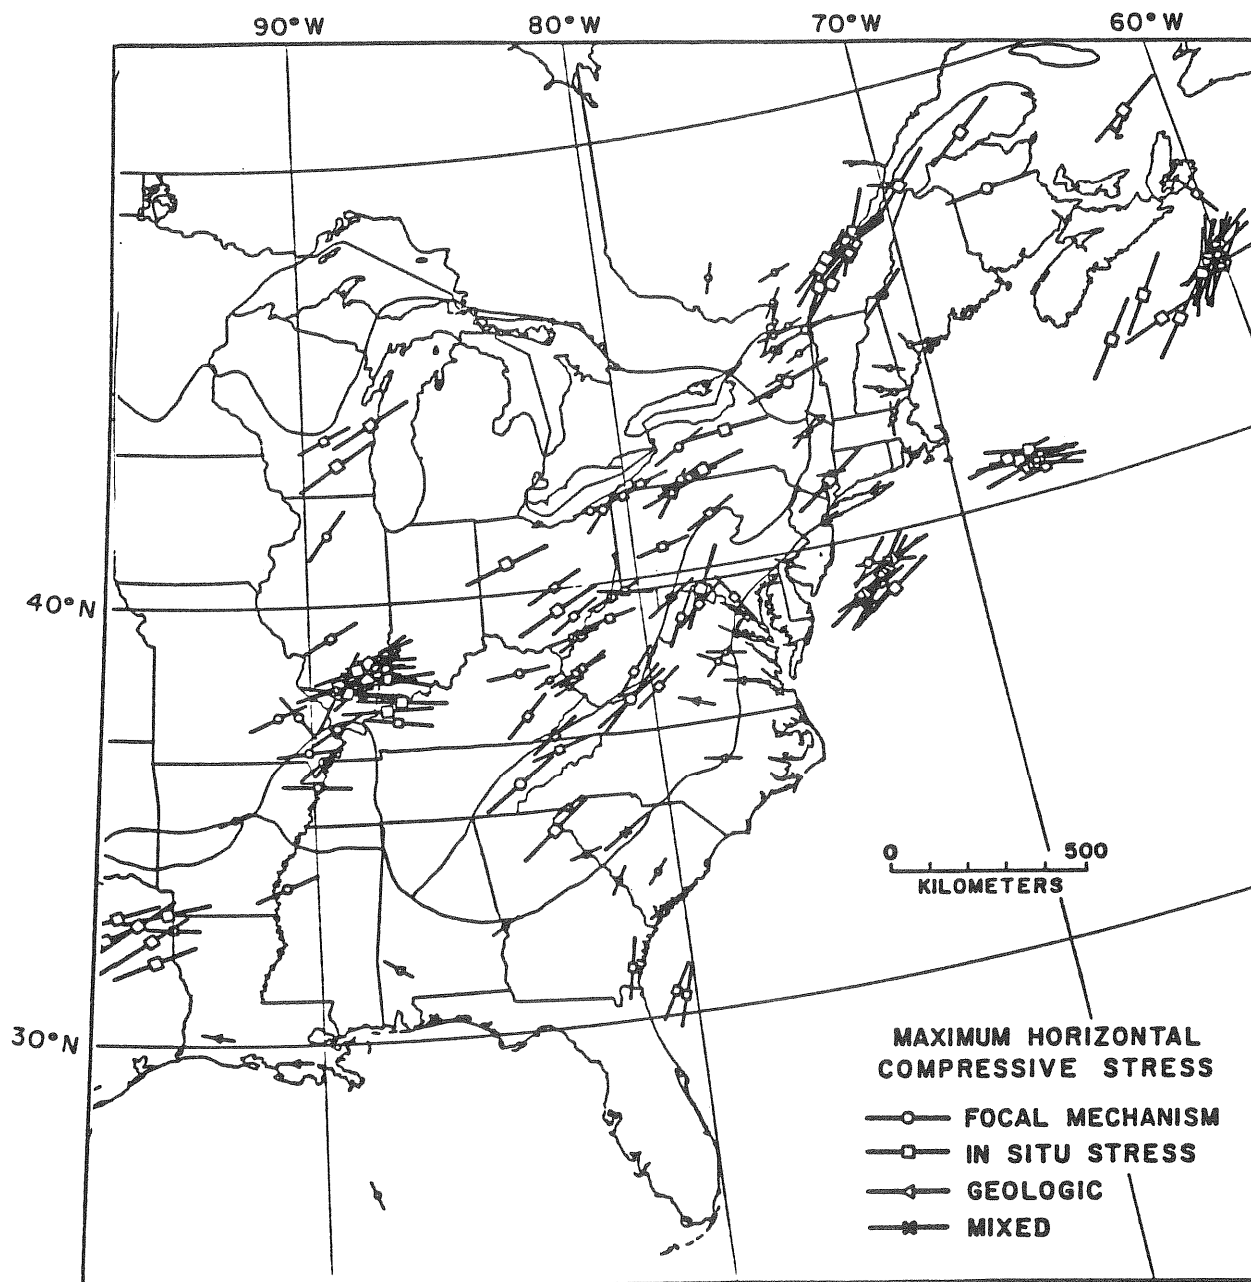 90°W 80°W 70°W 60°W
40°N
0 500
KILOMETERS
30°N
MAXIMUM HORIZONTAL
COMPRESSIVE STRESS
FOCAL MECHANISM
IN SITU STRESS
GEOLOGIC
MIXED